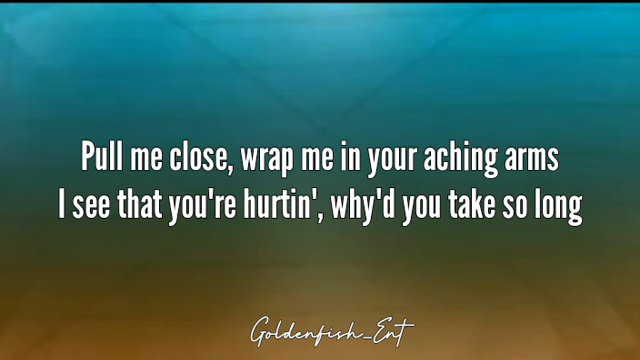 Pull me close, wrap me in your aching arms
I see that you're hurtin', why'd you take so long
Goldenfish_Ent